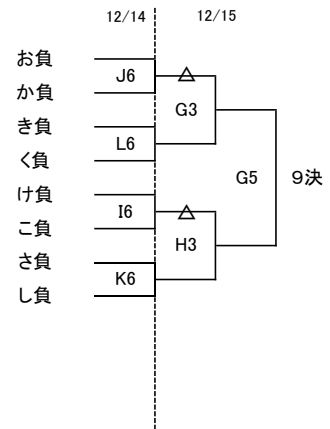 12/14 12/15
お負
J6 △
か負
G3
き負
L6
く負
G5 9決
け負
I6 △
こ負
H3
さ負
K6
し負